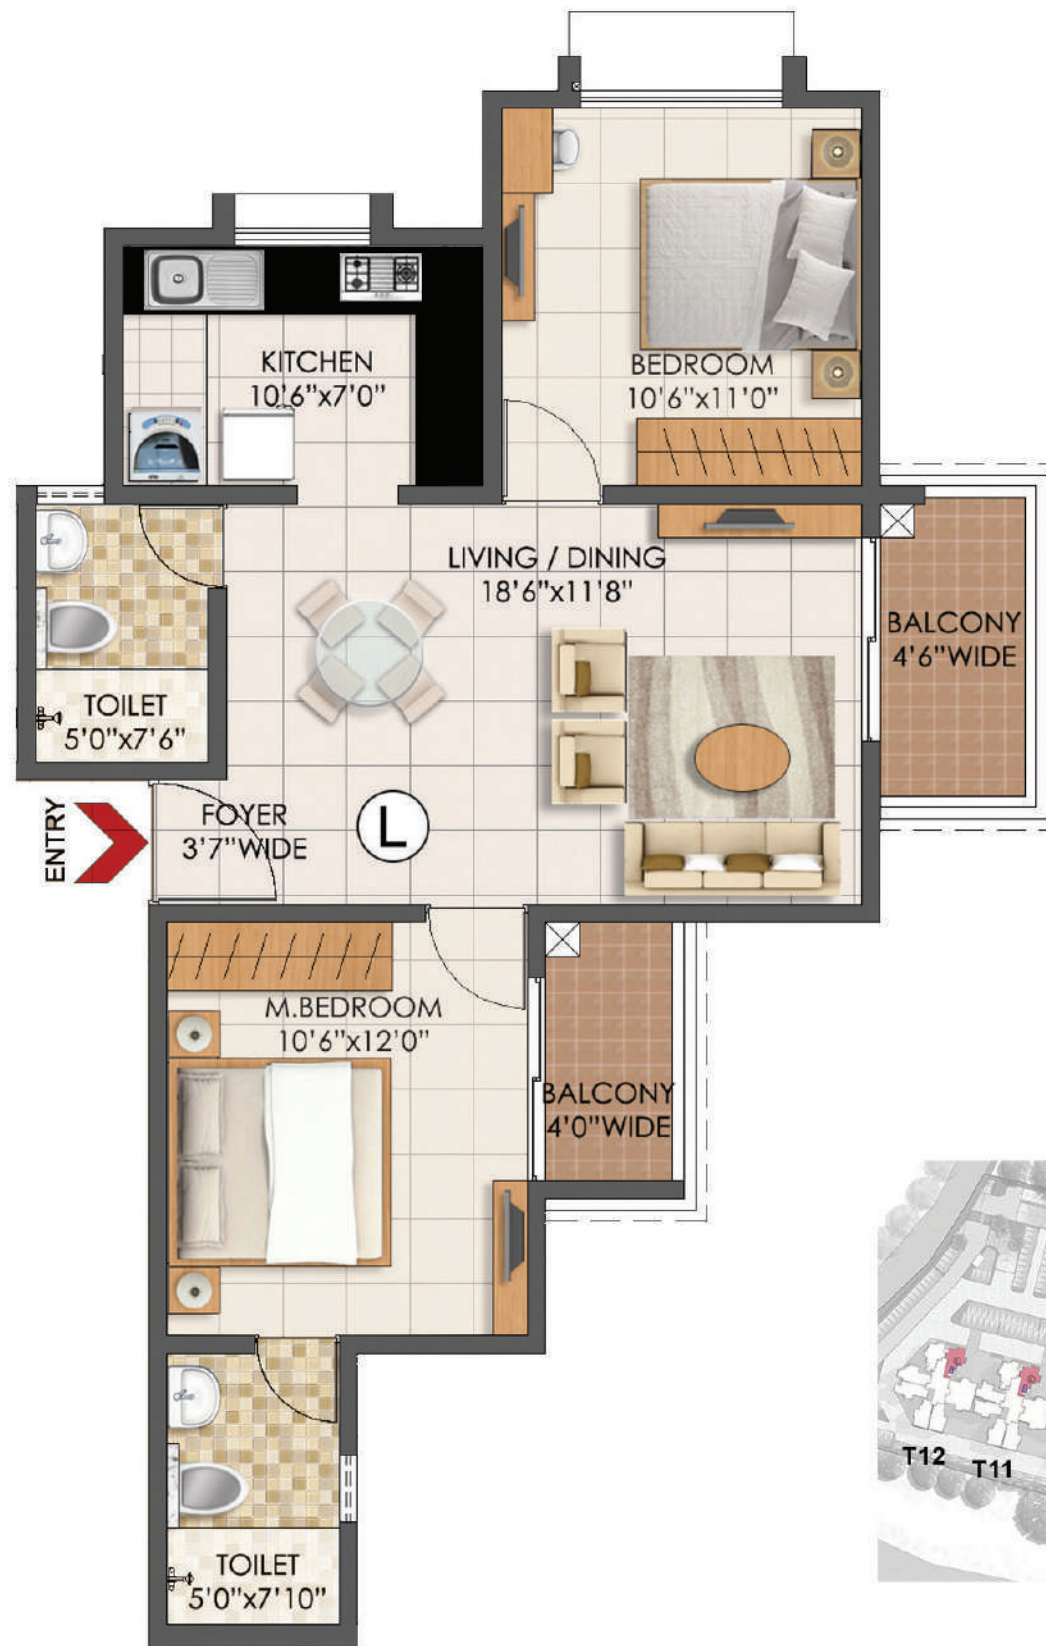 KITCHEN
10'6"x7'0"
BEDROOM
10'6"x11'0"
LIVING / DINING
18'6"x11'8"
BALCONY
4'6"WIDE
TOILET
5'0"x7'6"
ENTRY
FOYER
3'7"WIDE
L
M.BEDROOM
10'6"x12'0"
BALCONY
4'0"WIDE
T12
T11
TOILET
5'0"x7'10"